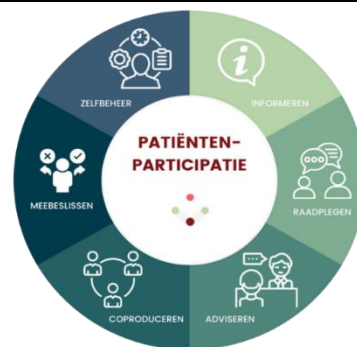 PATIËNTEN-
PARTICIPATIE
INFORMEREN
RAADPLEGEN
ADVISEREN
COPRODUCEREN
MEEBESLISSEN
ZELFBEHEER